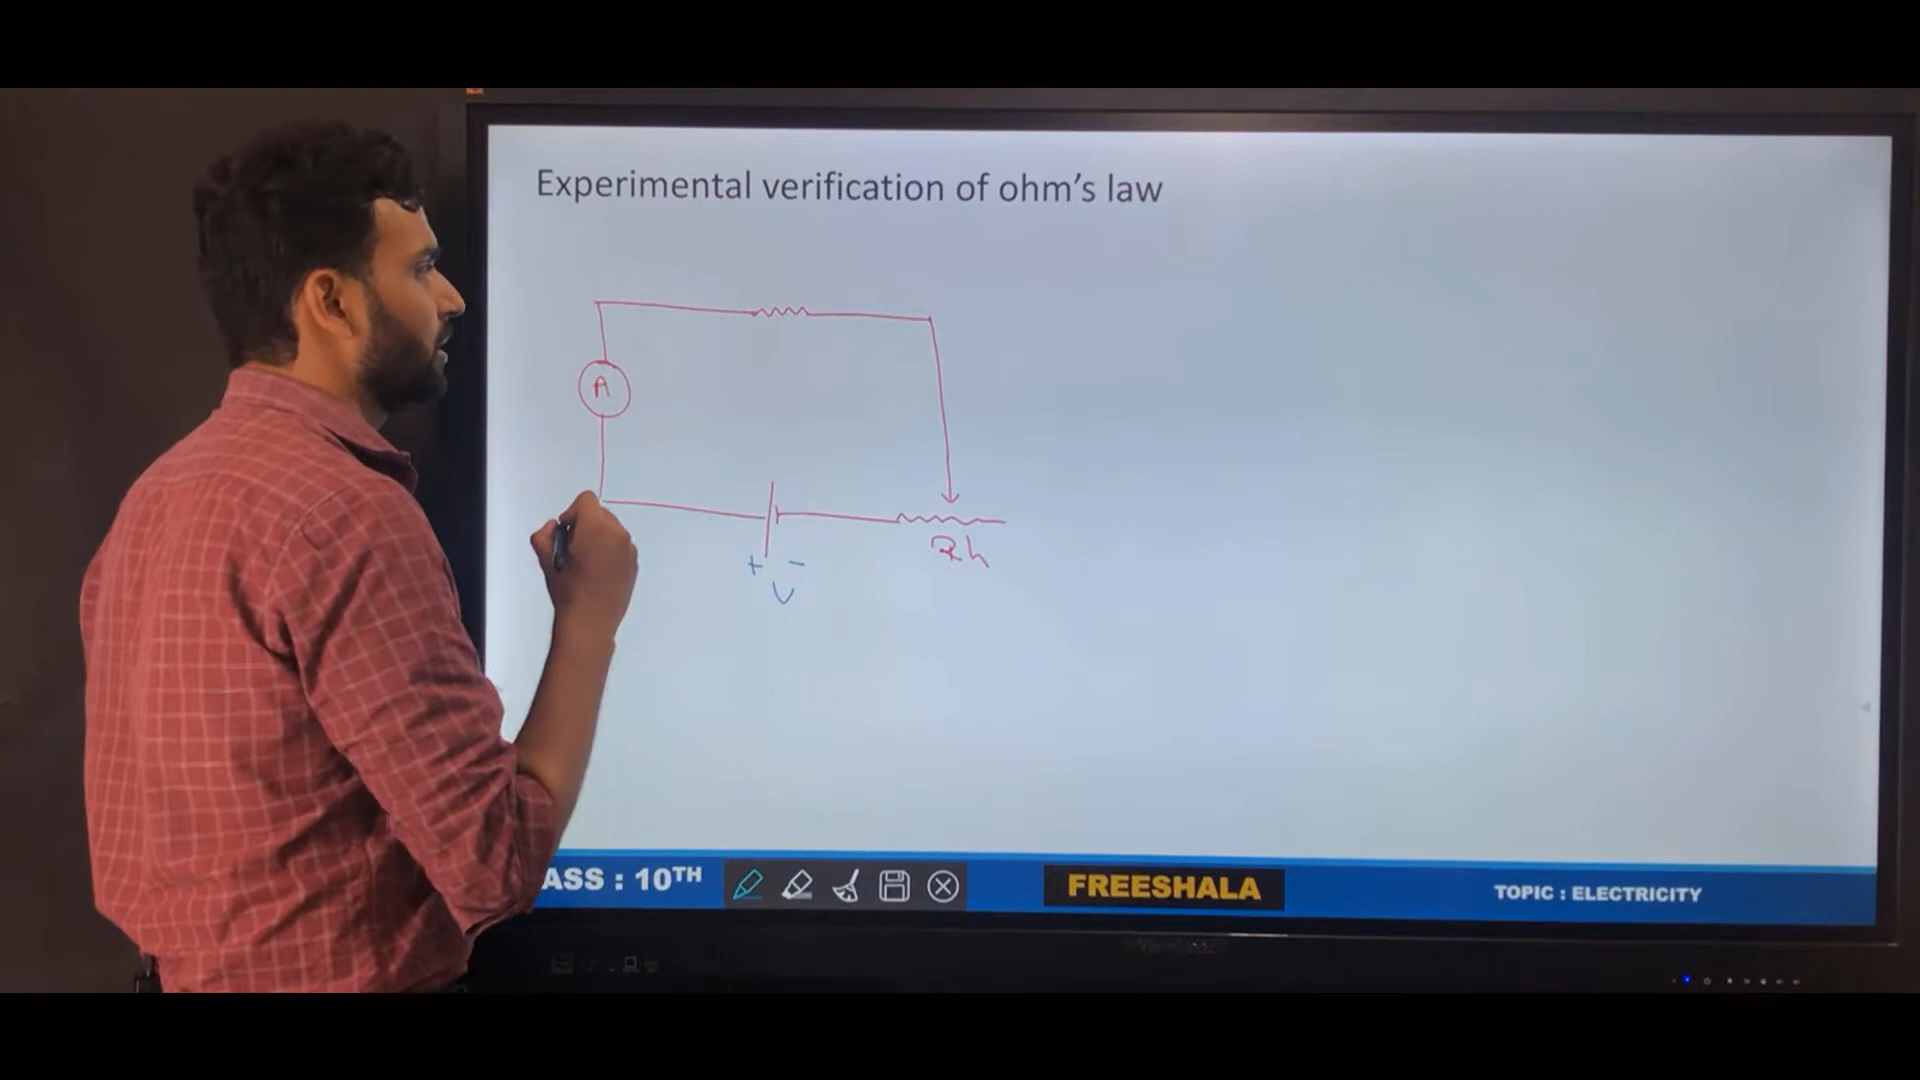 Experimental verification of ohm's law
A
Rh
+ -
V
ASS : 10TH
FREESHALA
TOPIC : ELECTRICITY